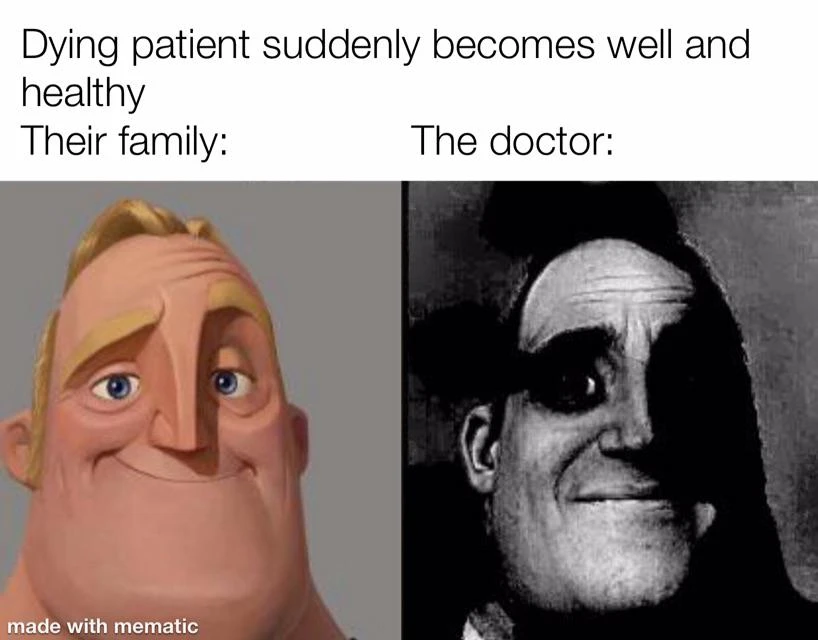 Dying patient suddenly becomes well and
healthy
Their family: The doctor:
made with mematic